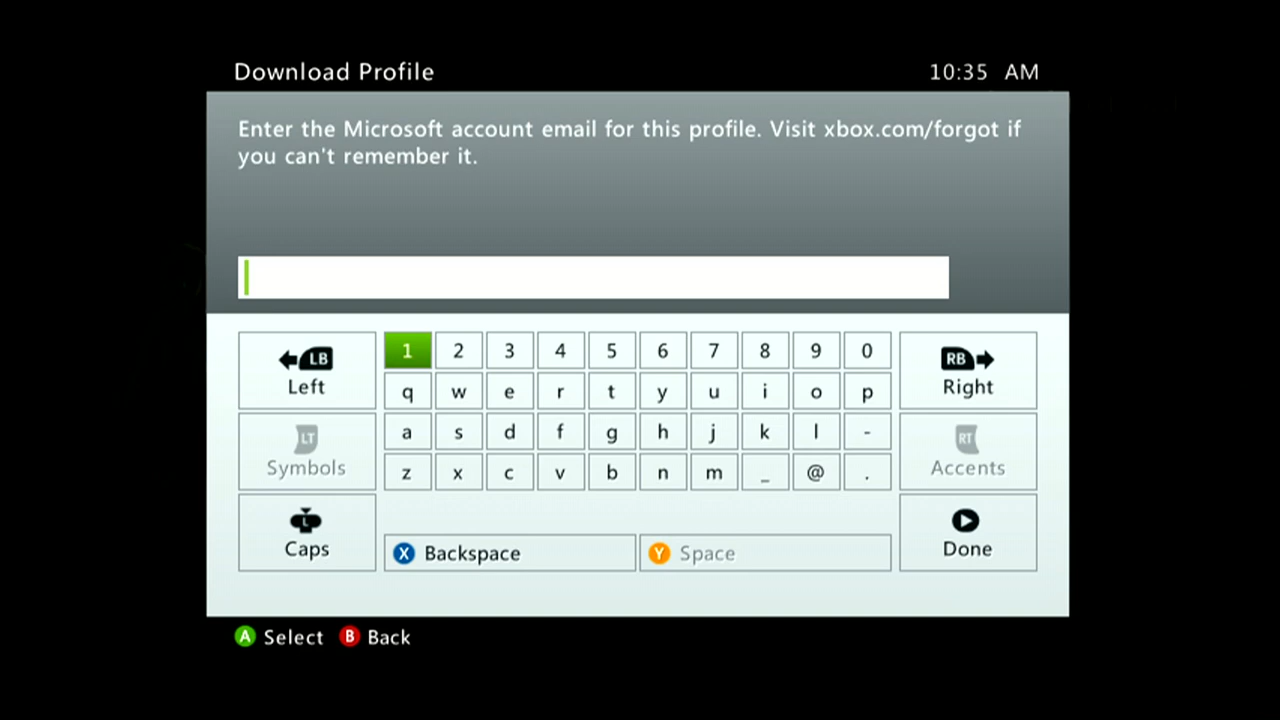 Download Profile 10:35 AM
Enter the Microsoft account email for this profile. Visit xbox.com/forgot if
you can't remember it.
LB Left
1 2 3 4 5 6 7 8 9 0
RB Right
q w e r t y u i o p
LT Symbols
a s d f g h j k l -
RT Accents
z x c v b n m _ @ .
L Caps
X Backspace
Y Space
Done
A Select B Back